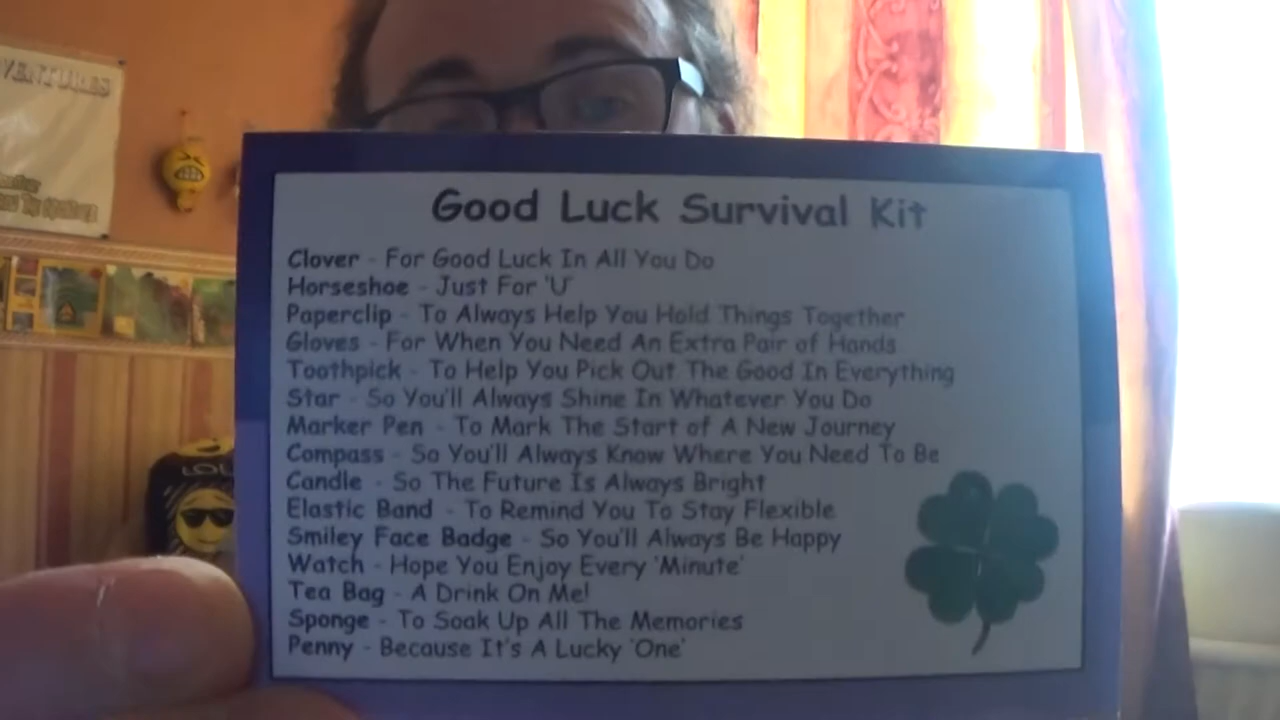 Good Luck Survival Kit
Clover - For Good Luck In All You Do
Horseshoe - Just For 'U'
Paperclip - To Always Help You Hold Things Together
Gloves - For When You Need An Extra Pair of Hands
Toothpick - To Help You Pick Out The Good In Everything
Star - So You'll Always Shine In Whatever You Do
Marker Pen - To Mark The Start of A New Journey
Compass - So You'll Always Know Where You Need To Be
Candle - So The Future Is Always Bright
Elastic Band - To Remind You To Stay Flexible
Smiley Face Badge - So You'll Always Be Happy
Watch - Hope You Enjoy Every 'Minute'
Tea Bag - A Drink On Me!
Sponge - To Soak Up All The Memories
Penny - Because It's A Lucky 'One'
LOL